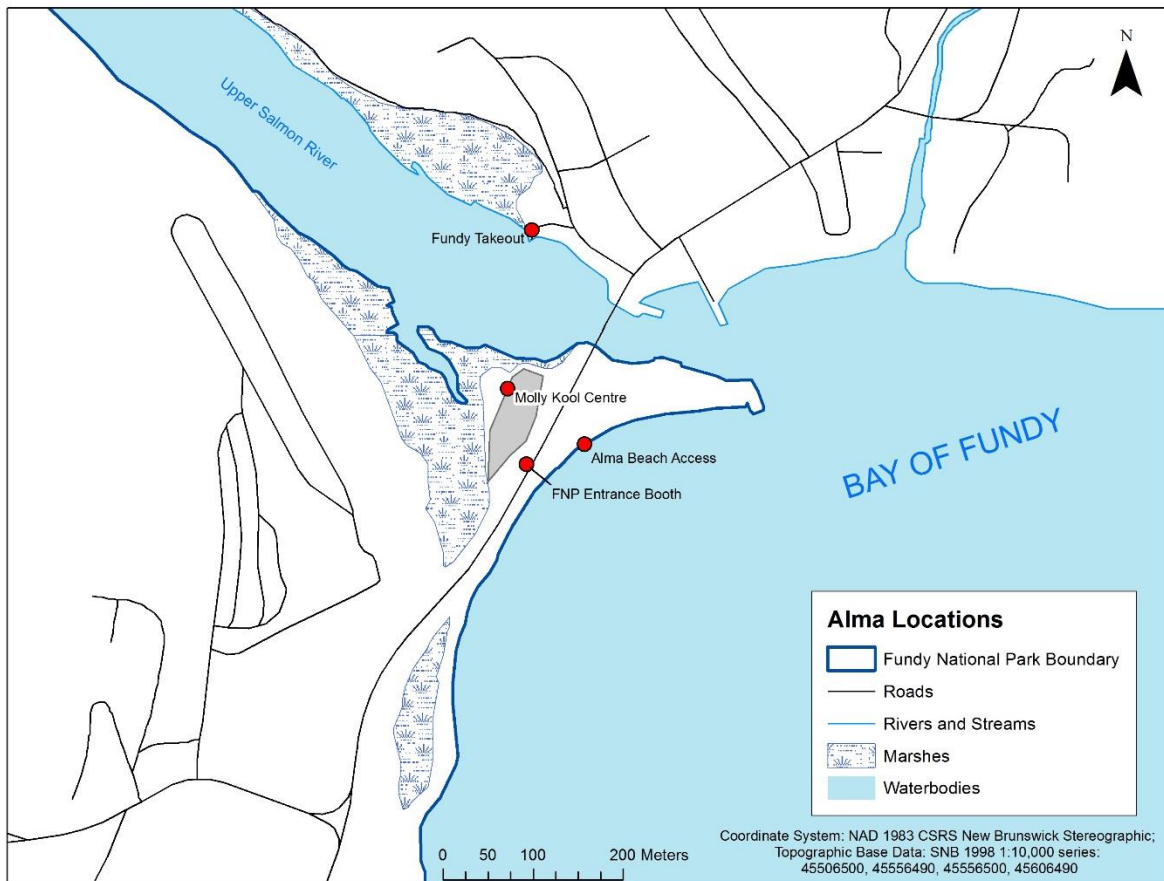 N
Upper Salmon River
Fundy Takeout
Molly Kool Centre
Alma Beach Access
FNP Entrance Booth
BAY OF FUNDY
Alma Locations
Fundy National Park Boundary
Roads
Rivers and Streams
Marshes
Waterbodies
0 50 100 200 Meters
Coordinate System: NAD 1983 CSRS New Brunswick Stereographic;
Topographic Base Data: SNB 1998 1:10,000 series:
45506500, 45556490, 45556500, 45606490